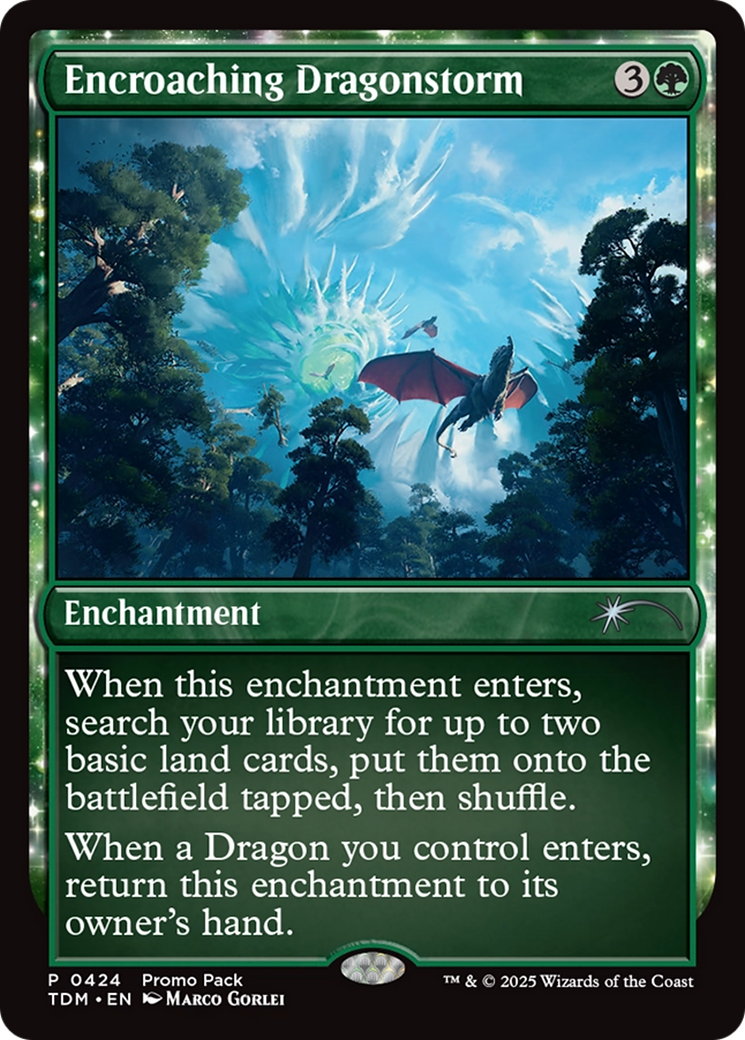 Encroaching Dragonstorm 3
Enchantment
When this enchantment enters,
search your library for up to two
basic land cards, put them onto the
battlefield tapped, then shuffle.
When a Dragon you control enters,
return this enchantment to its
owner's hand.
P 0424 Promo Pack
TDM • EN Marco Gorlei
™ & © 2025 Wizards of the Coast